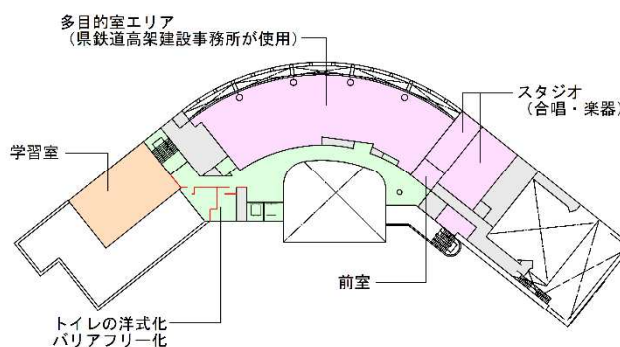 多目的室エリア
（県鉄道高架建設事務所が使用）
スタジオ
（合唱・楽器）
学習室
前室
トイレの洋式化
バリアフリー化